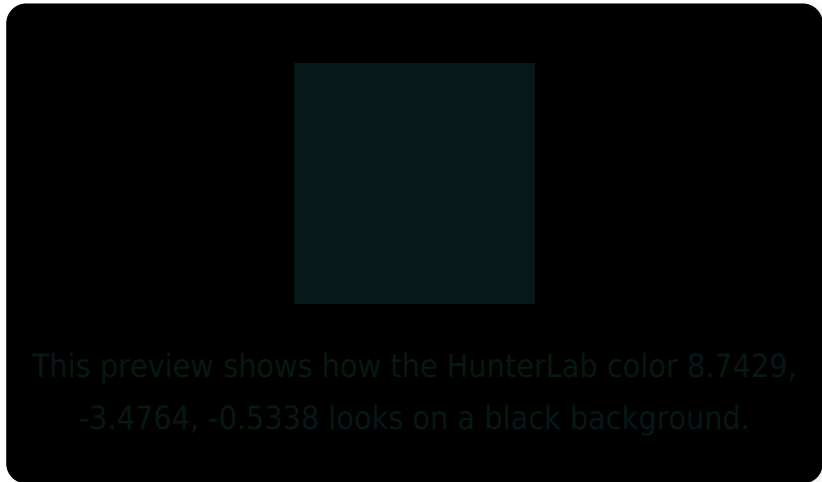 This preview shows how the HunterLab color 8.7429,
-3.4764, -0.5338 looks on a black background.